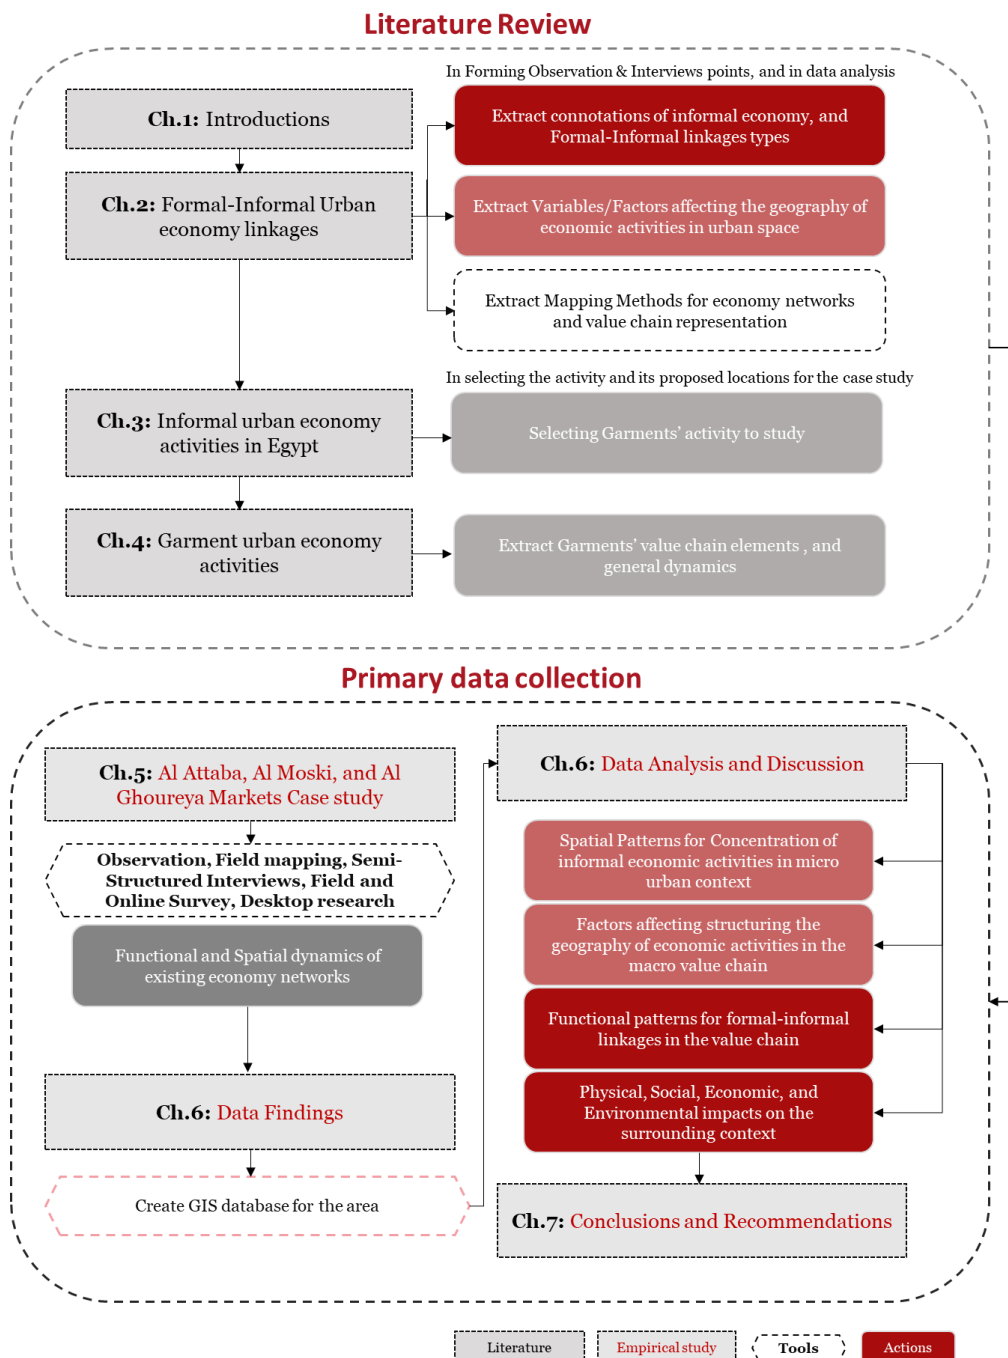 Literature Review
In Forming Observation & Interviews points, and in data analysis
Ch.1: Introductions
Extract connotations of informal economy, and
Formal-Informal linkages types
Ch.2: Formal-Informal Urban
economy linkages
Extract Variables/Factors affecting the geography of
economic activities in urban space
Extract Mapping Methods for economy networks
and value chain representation
In selecting the activity and its proposed locations for the case study
Ch.3: Informal urban economy
activities in Egypt
Selecting Garments’ activity to study
Ch.4: Garment urban economy
activities
Extract Garments’ value chain elements , and
general dynamics
Primary data collection
Ch.5: Al Attaba, Al Moski, and Al
Ghoureya Markets Case study
Observation, Field mapping, Semi-
Structured Interviews, Field and
Online Survey, Desktop research
Functional and Spatial dynamics of
existing economy networks
Ch.6: Data Findings
Create GIS database for the area
Ch.6: Data Analysis and Discussion
Spatial Patterns for Concentration of
informal economic activities in micro
urban context
Factors affecting structuring the
geography of economic activities in the
macro value chain
Functional patterns for formal-informal
linkages in the value chain
Physical, Social, Economic, and
Environmental impacts on the
surrounding context
Ch.7: Conclusions and Recommendations
Literature
Empirical study
Tools
Actions